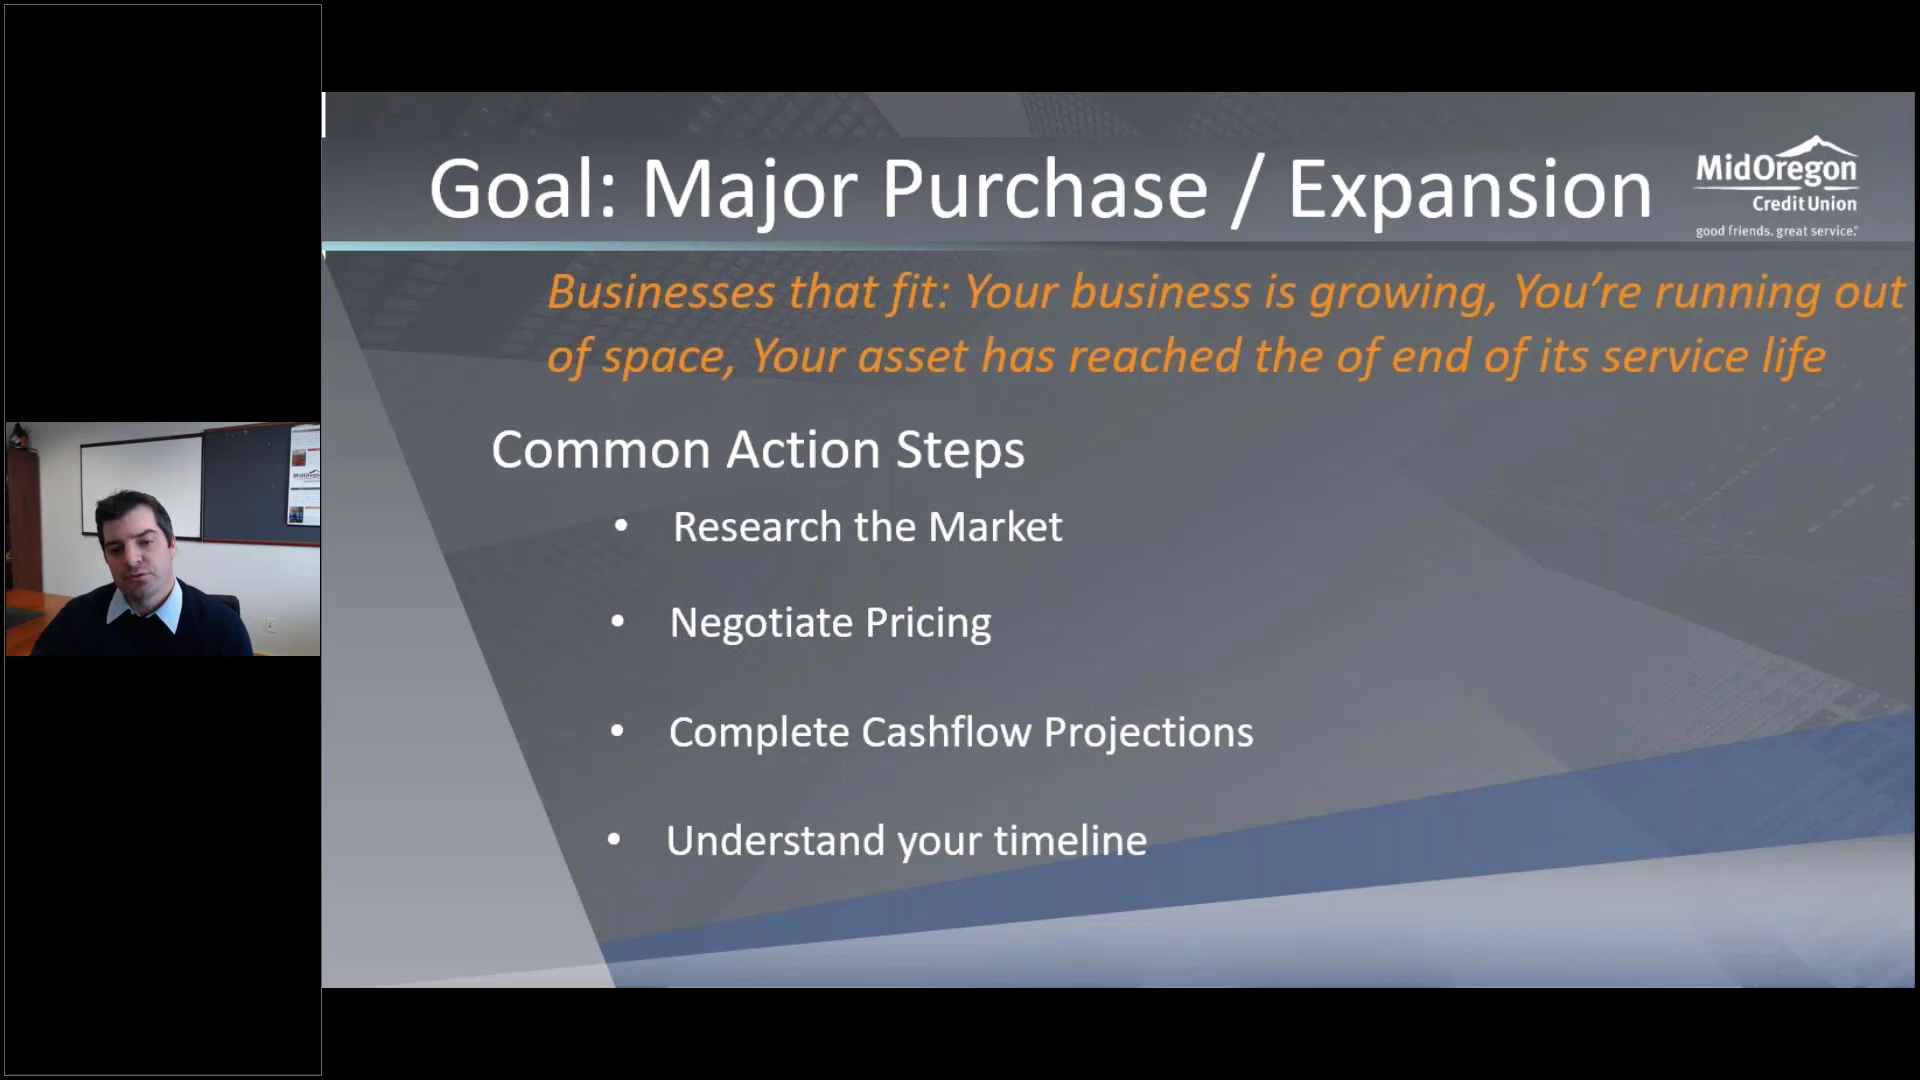 Goal: Major Purchase / Expansion
MidOregon
Credit Union
good friends. great service.
Businesses that fit: Your business is growing, You’re running out
of space, Your asset has reached the of end of its service life
Common Action Steps
• Research the Market
• Negotiate Pricing
• Complete Cashflow Projections
• Understand your timeline